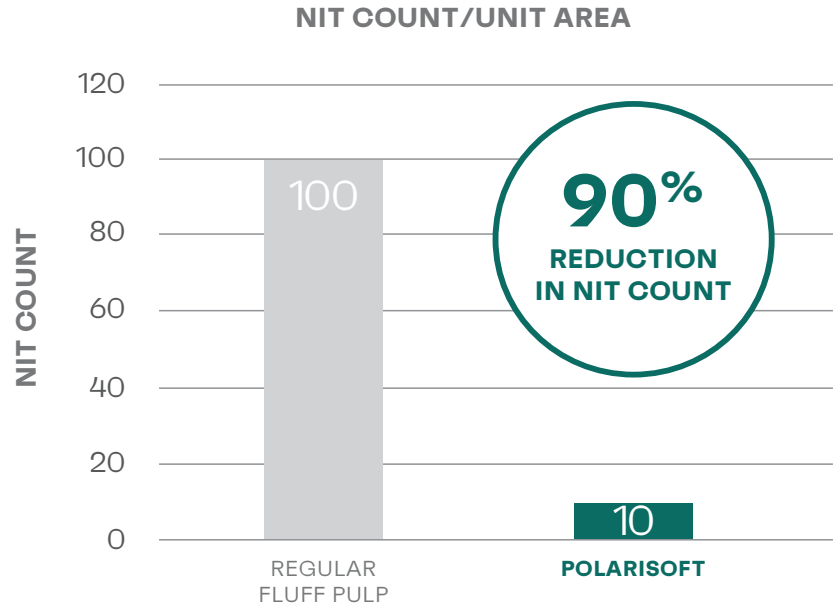 NIT COUNT/UNIT AREA
NIT COUNT
120
100
80
60
40
20
0
100
10
90%
REDUCTION
IN NIT COUNT
REGULAR
FLUFF PULP
POLARISOFT